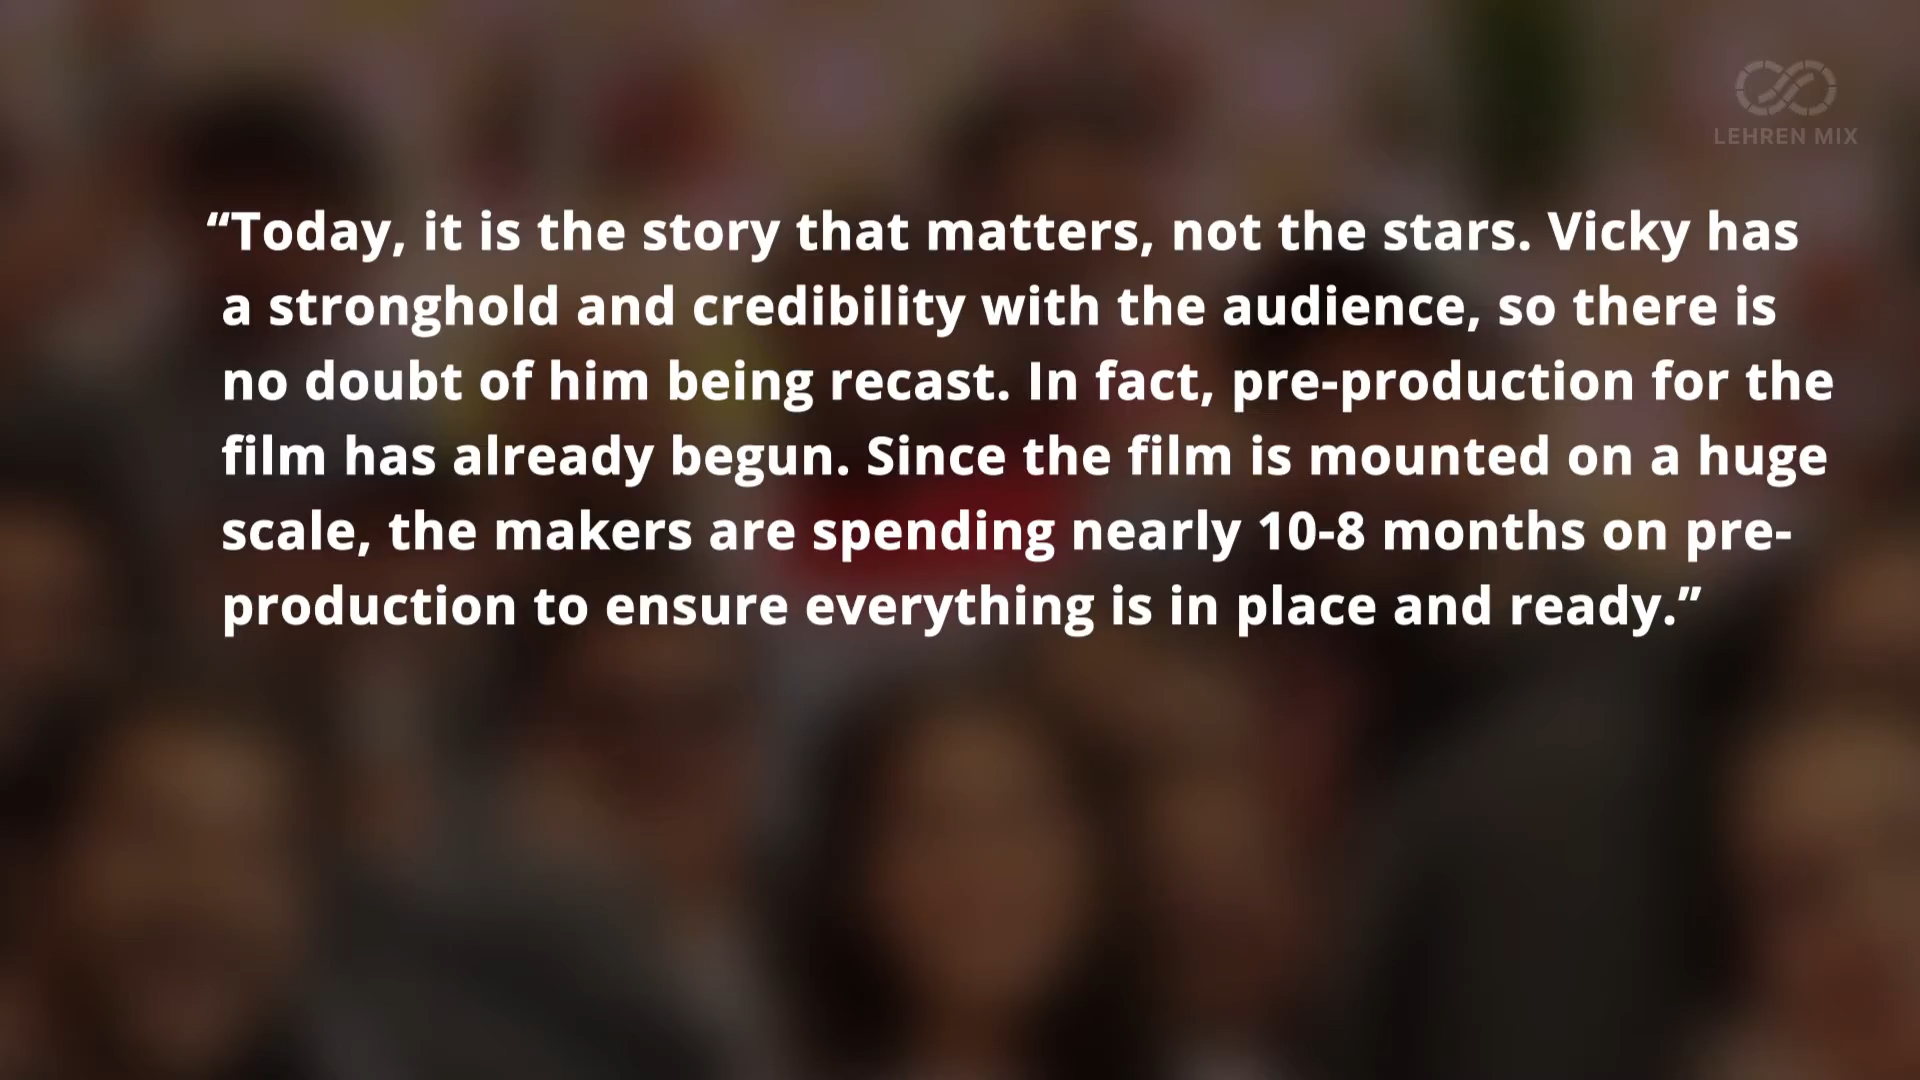 LEHREN MIX
“Today, it is the story that matters, not the stars. Vicky has
a stronghold and credibility with the audience, so there is
no doubt of him being recast. In fact, pre-production for the
film has already begun. Since the film is mounted on a huge
scale, the makers are spending nearly 10-8 months on pre-
production to ensure everything is in place and ready.”